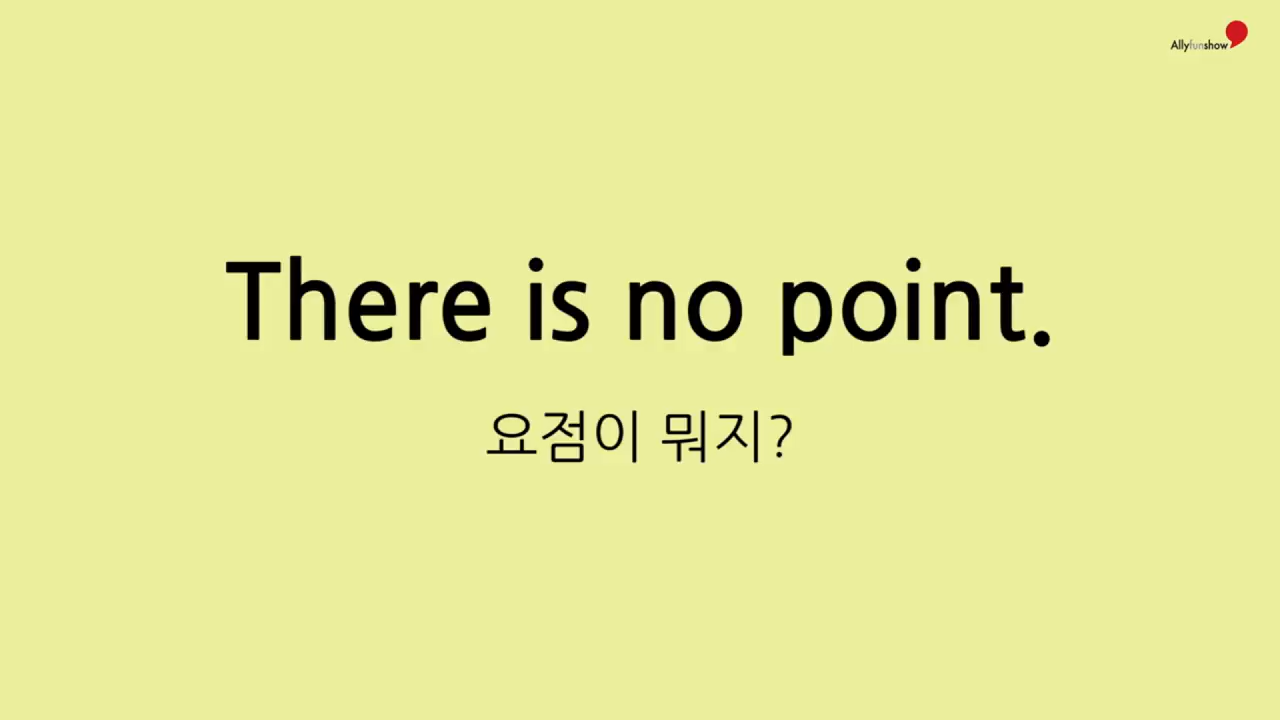 Allyfunshow
There is no point.
요점이 뭐지?